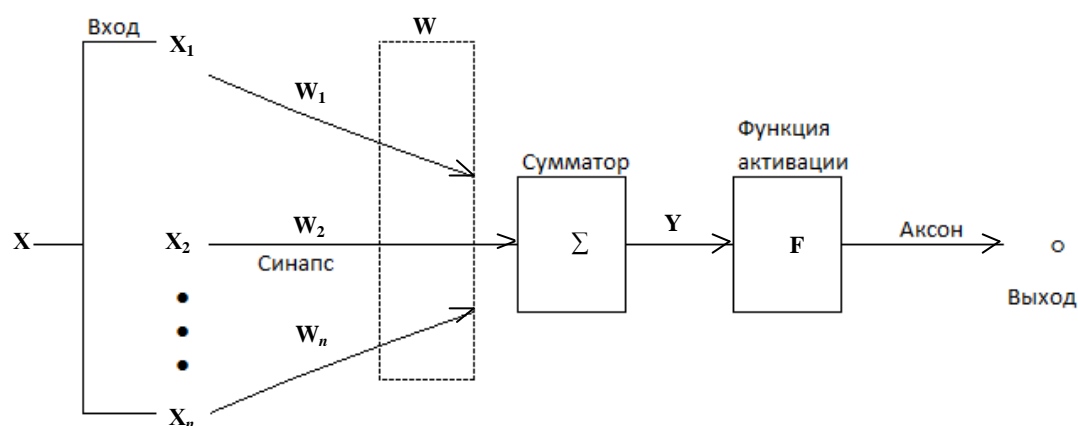 Вход
X₁
W
W₁
Функция
активации
Сумматор
X
X₂
W₂
Синапс
Σ
Y
F
Аксон
Выход
Wₙ
Xₙ